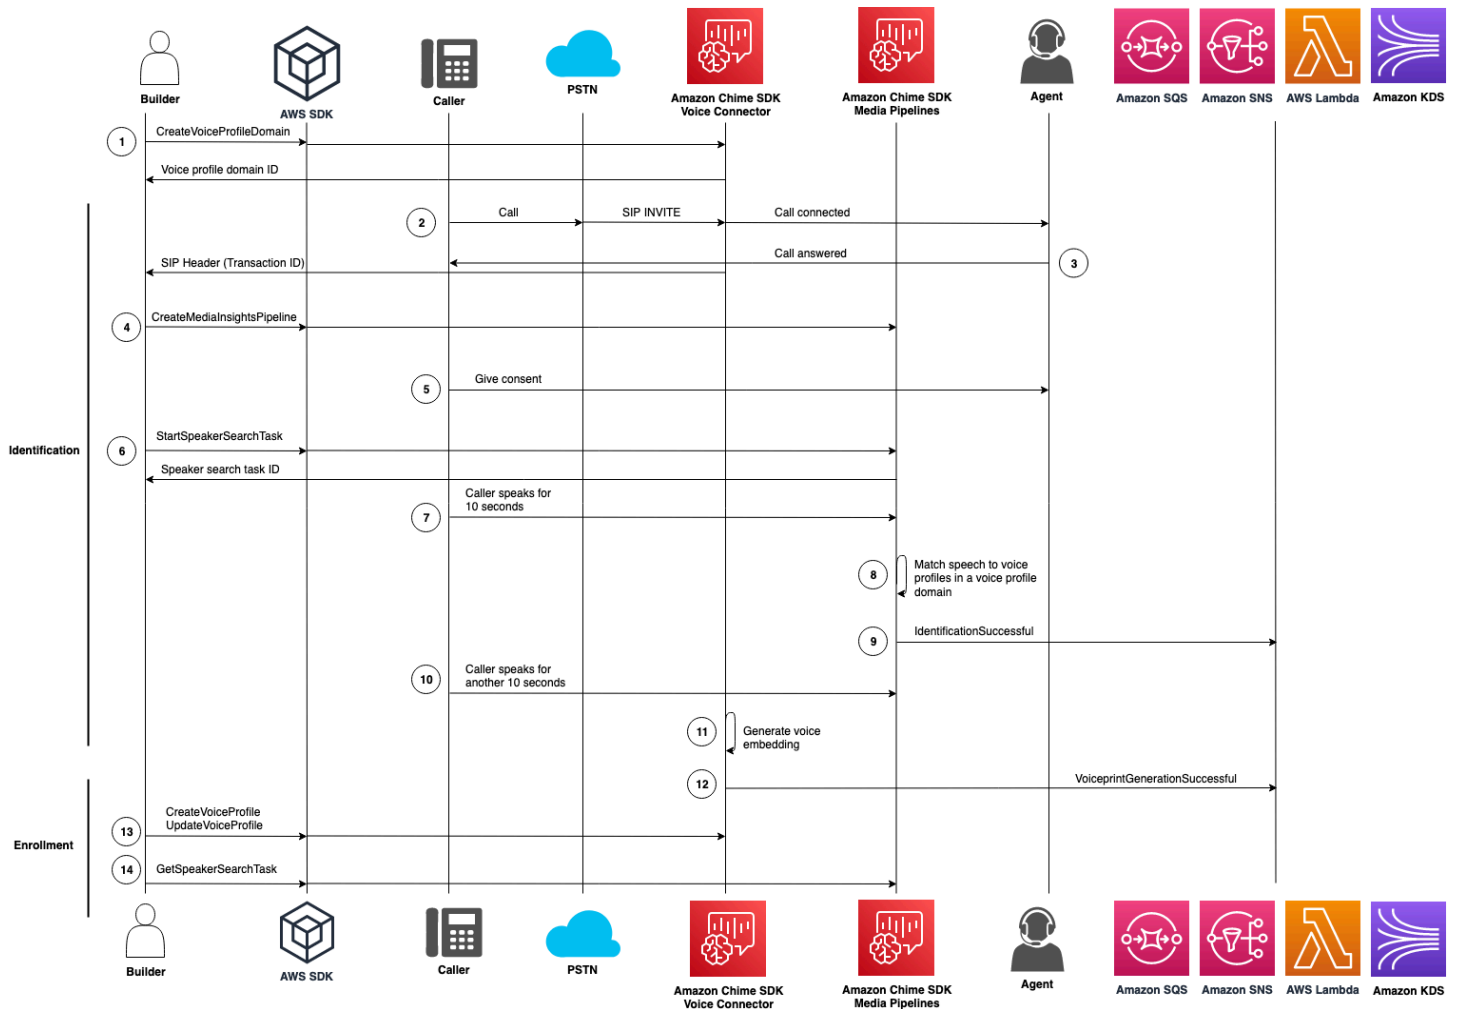 Builder
AWS SDK
Caller
PSTN
Amazon Chime SDK
Voice Connector
Amazon Chime SDK
Media Pipelines
Agent
Amazon SQS
Amazon SNS
AWS Lambda
Amazon KDS
1
CreateVoiceProfileDomain
Voice profile domain ID
2
Call
SIP INVITE
Call connected
Call answered
3
SIP Header (Transaction ID)
4
CreateMediaInsightsPipeline
5
Give consent
Identification
6
StartSpeakerSearchTask
Speaker search task ID
7
Caller speaks for
10 seconds
8
Match speech to voice
profiles in a voice profile
domain
9
IdentificationSuccessful
10
Caller speaks for
another 10 seconds
11
Generate voice
embedding
12
VoiceprintGenerationSuccessful
Enrollment
13
CreateVoiceProfile
UpdateVoiceProfile
14
GetSpeakerSearchTask
Builder
AWS SDK
Caller
PSTN
Amazon Chime SDK
Voice Connector
Amazon Chime SDK
Media Pipelines
Agent
Amazon SQS
Amazon SNS
AWS Lambda
Amazon KDS